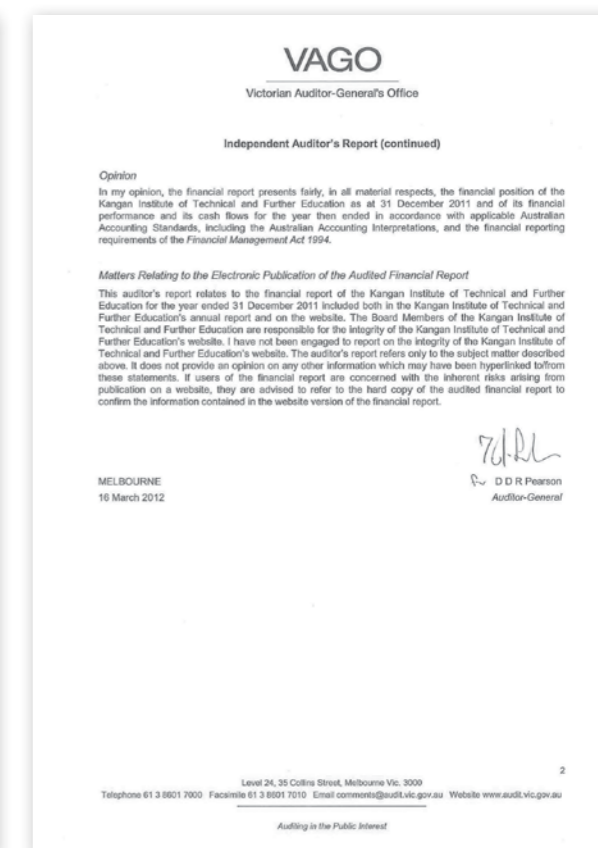 VAGO
Victorian Auditor-General's Office
Independent Auditor's Report (continued)
Opinion
In my opinion, the financial report presents fairly, in all material respects, the financial position of the
Kangan Institute of Technical and Further Education as at 31 December 2011 and of its financial
performance and its cash flows for the year then ended in accordance with applicable Australian
Accounting Standards, including the Australian Accounting Interpretations, and the financial reporting
requirements of the Financial Management Act 1994.
Matters Relating to the Electronic Publication of the Audited Financial Report
This auditor's report relates to the financial report of the Kangan Institute of Technical and Further
Education for the year ended 31 December 2011 included both in the Kangan Institute of Technical and
Further Education's annual report and on the website. The Board Members of the Kangan Institute of
Technical and Further Education are responsible for the integrity of the Kangan Institute of Technical and
Further Education's website. I have not been engaged to report on the integrity of the Kangan Institute of
Technical and Further Education's website. The auditor's report refers only to the subject matter described
above. It does not provide an opinion on any other information which may have been hyperlinked to/from
these statements. If users of the financial report are concerned with the inherent risks arising from
publication on a website, they are advised to refer to the hard copy of the audited financial report to
confirm the information contained in the website version of the financial report.
MELBOURNE
16 March 2012
D D R Pearson
Auditor-General
2
Level 24, 35 Collins Street, Melbourne Vic. 3000
Telephone 61 3 8601 7000 Facsimile 61 3 8601 7010 Email comments@audit.vic.gov.au Website www.audit.vic.gov.au
Auditing in the Public Interest